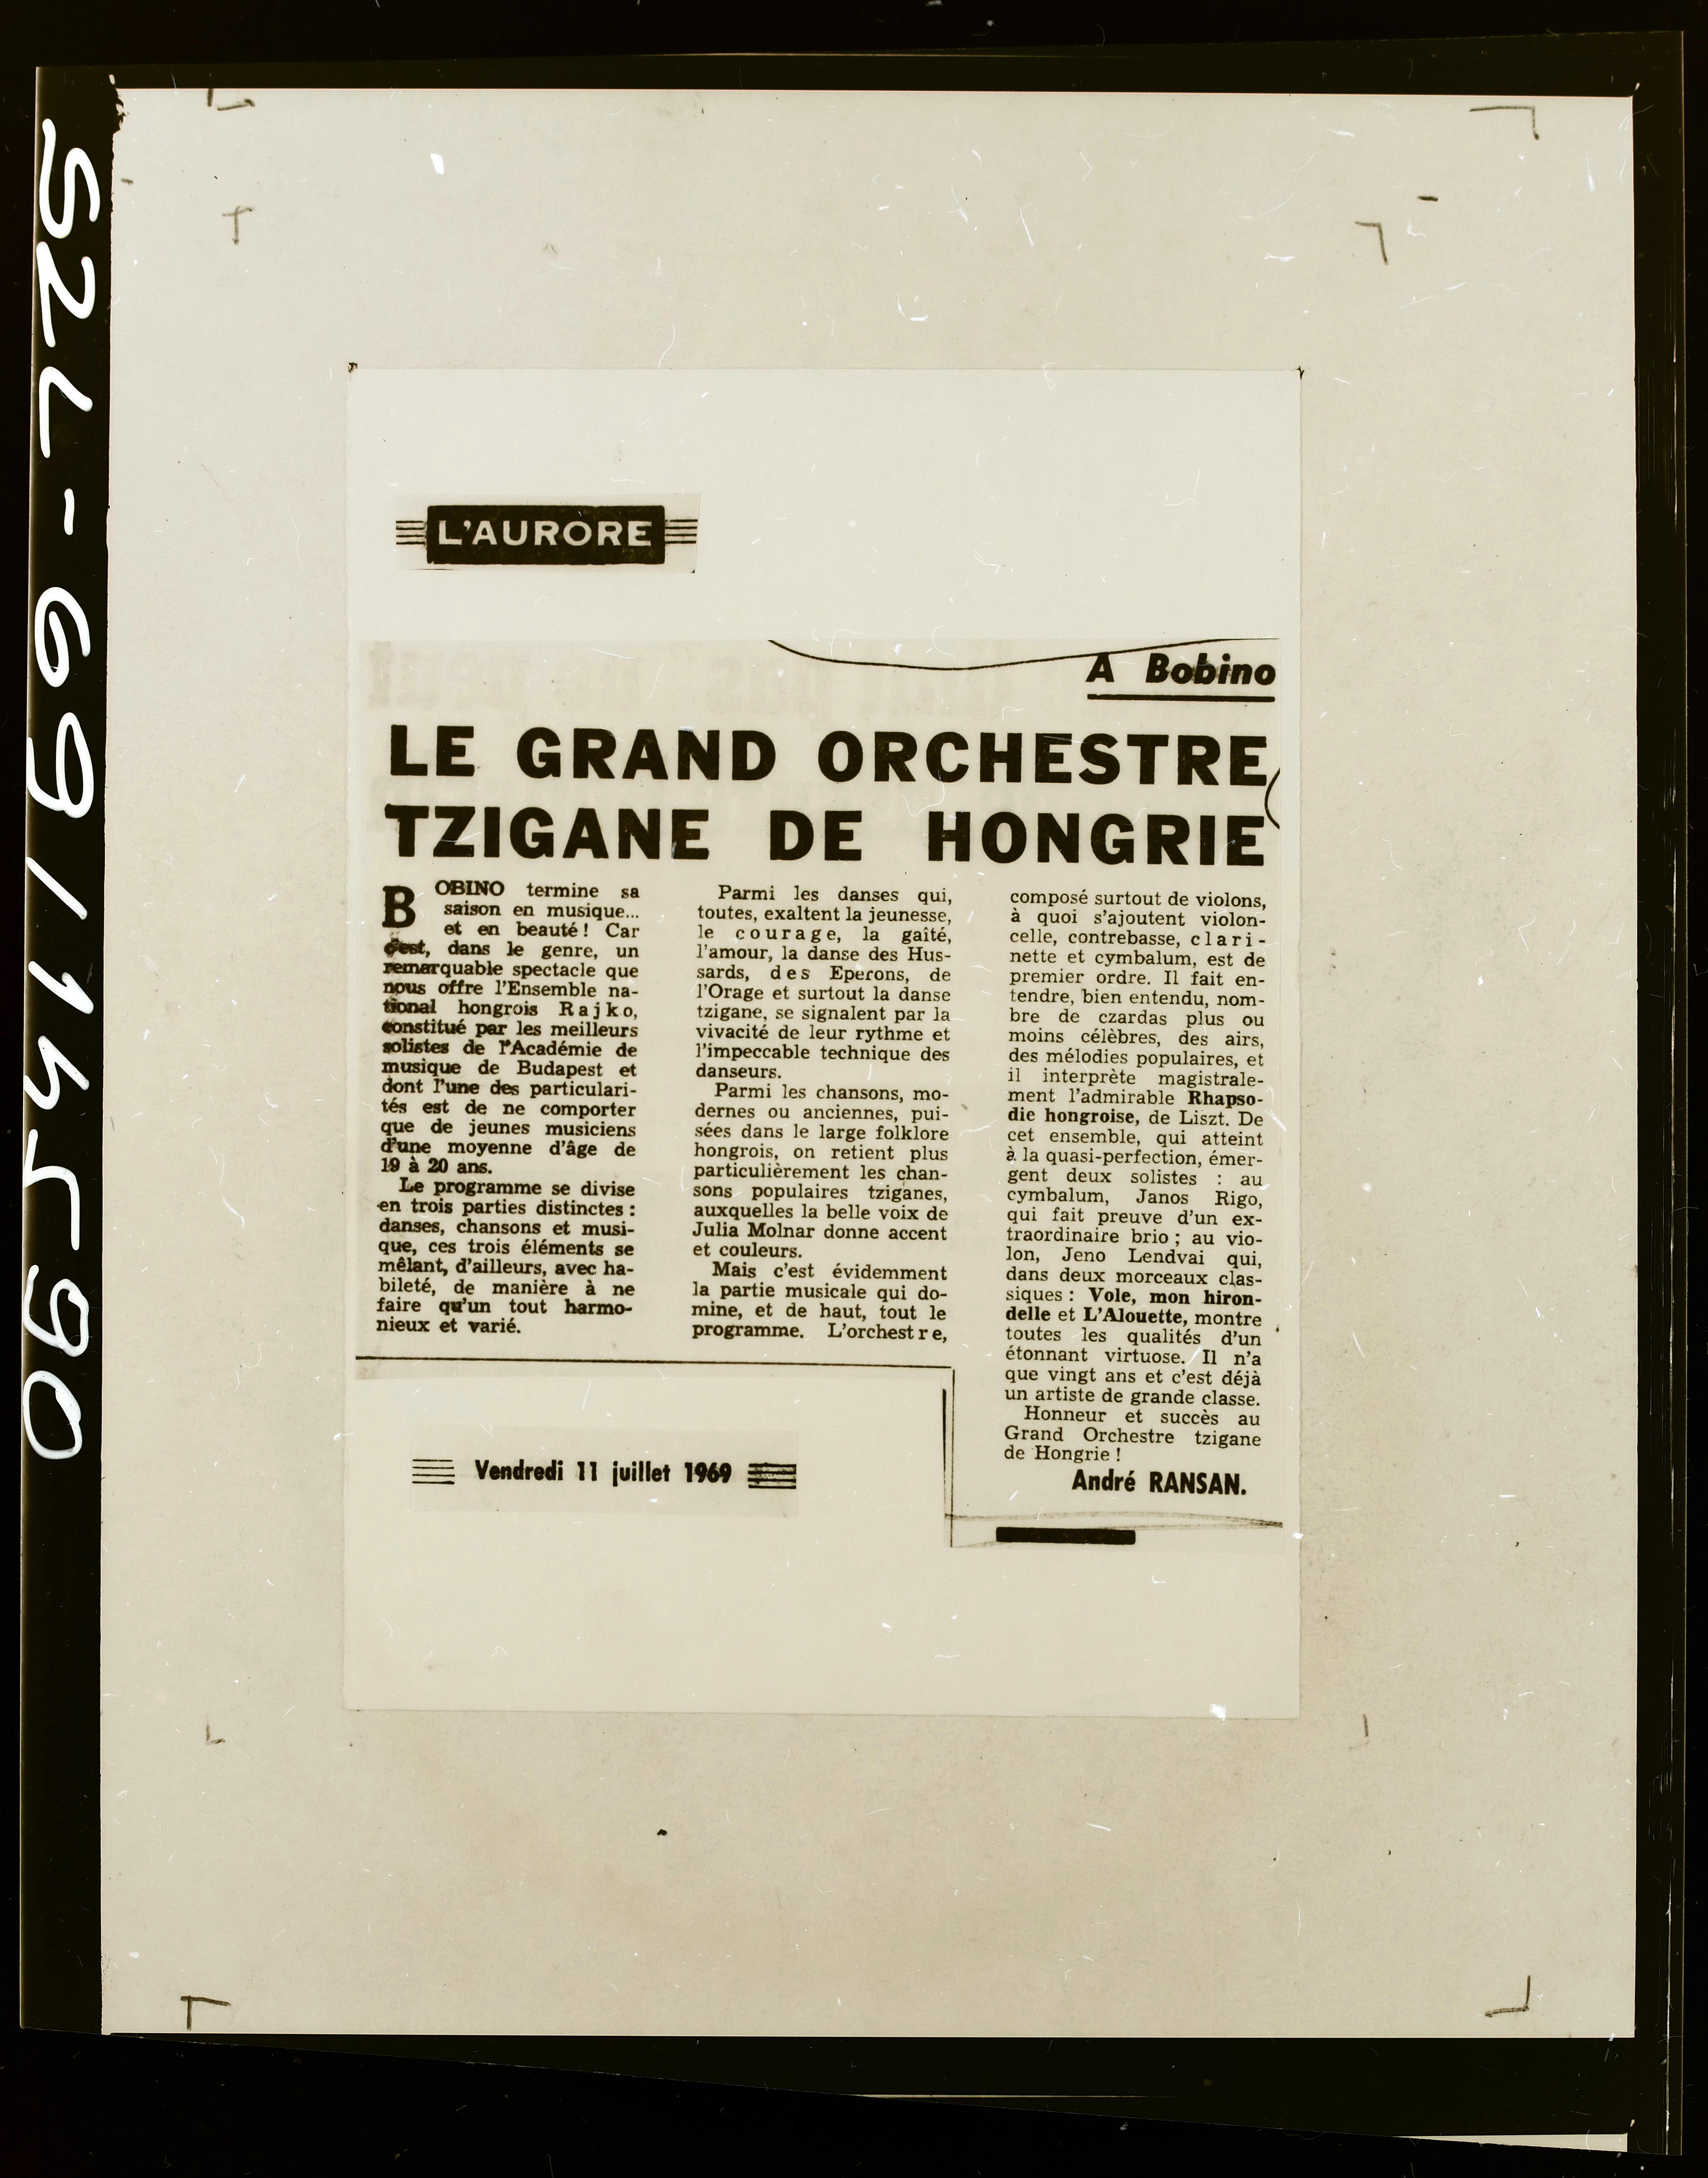 L'AURORE
A Bobino
LE GRAND ORCHESTRE
TZIGANE DE HONGRIE
BOBINO termine sa
saison en musique...
et en beauté ! Car
c'est, dans le genre, un
remarquable spectacle que
nous offre l'Ensemble na-
tional hongrois Rajko,
constitué par les meilleurs
solistes de l'Académie de
musique de Budapest et
dont l'une des particulari-
tés est de ne comporter
que de jeunes musiciens
d'une moyenne d'âge de
19 à 20 ans.
Le programme se divise
en trois parties distinctes :
danses, chansons et musi-
que, ces trois éléments se
mêlant, d'ailleurs, avec ha-
bileté, de manière à ne
faire qu'un tout harmo-
nieux et varié.
Parmi les danses qui,
toutes, exaltent la jeunesse,
le courage, la gaîté,
l'amour, la danse des Hus-
sards, des Eperons, de
l'Orage et surtout la danse
tzigane, se signalent par la
vivacité de leur rythme et
l'impeccable technique des
danseurs.
Parmi les chansons, mo-
dernes ou anciennes, pui-
sées dans le large folklore
hongrois, on retient plus
particulièrement les chan-
sons populaires tziganes,
auxquelles la belle voix de
Julia Molnar donne accent
et couleurs.
Mais c'est évidemment
la partie musicale qui do-
mine, et de haut, tout le
programme. L'orchestre,
composé surtout de violons,
à quoi s'ajoutent violon-
celle, contrebasse, clari-
nette et cymbalum, est de
premier ordre. Il fait en-
tendre, bien entendu, nom-
bre de czardas plus ou
moins célèbres, des airs,
des mélodies populaires, et
il interprète magistrale-
ment l'admirable Rhapso-
die hongroise, de Liszt. De
cet ensemble, qui atteint
à la quasi-perfection, émer-
gent deux solistes : au
cymbalum, Janos Rigo,
qui fait preuve d'un ex-
traordinaire brio ; au vio-
lon, Jeno Lendvai qui,
dans deux morceaux clas-
siques : Vole, mon hiron-
delle et L'Alouette, montre
toutes les qualités d'un
étonnant virtuose. Il n'a
que vingt ans et c'est déjà
un artiste de grande classe.
Honneur et succès au
Grand Orchestre tzigane
de Hongrie !
André RANSAN.
Vendredi 11 juillet 1969